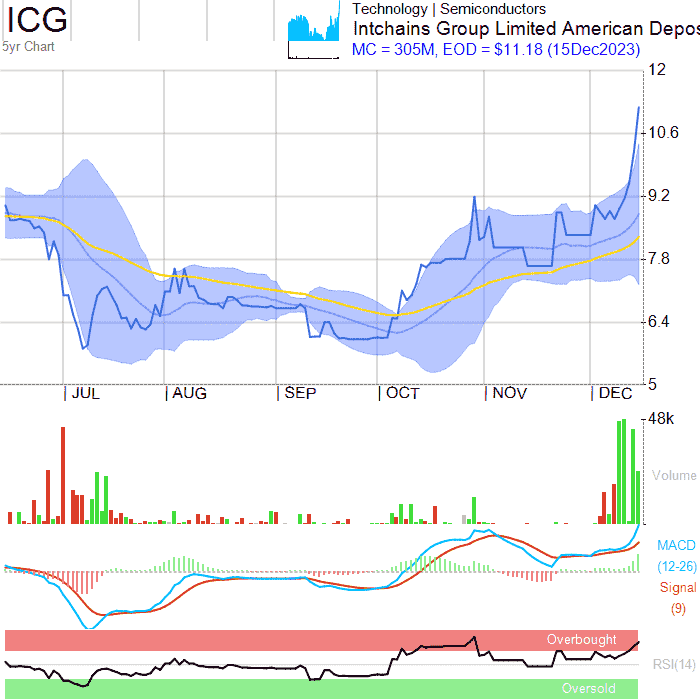 ICG
5yr Chart
Technology | Semiconductors
Intchains Group Limited American Depos
MC = 305M, EOD = $11.18 (15Dec2023)
12
10.6
9.2
7.8
6.4
5
JUL AUG SEP OCT NOV DEC
48k
Volume
MACD
(12-26)
Signal
(9)
Overbought
RSI(14)
Oversold